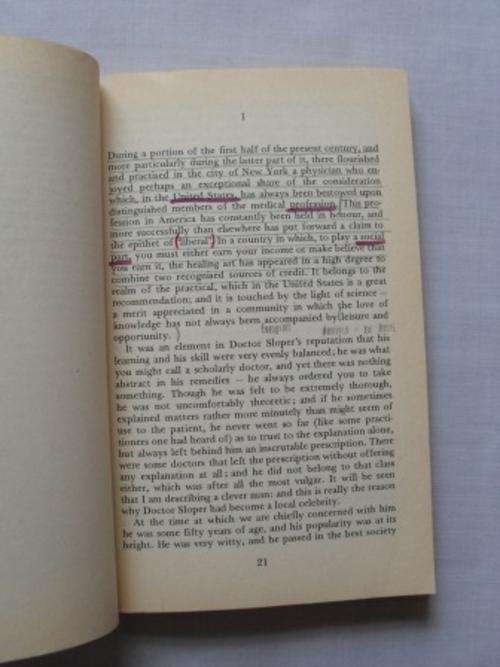 1
During a portion of the first half of the present century, and
more particularly during the latter part of it, there flourished
and practised in the city of New York a physician who en-
joyed perhaps an exceptional share of the consideration
which, in the United States, has always been bestowed upon
distinguished members of the medical profession. This pro-
fession in America has constantly been held in honour, and
more successfully than elsewhere has put forward a claim to
the epithet of 'liberal'. In a country in which, to play a social
part, you must either earn your income or make believe that
you earn it, the healing art has appeared in a high degree to
combine two recognized sources of credit. It belongs to the
realm of the practical, which in the United States is a great
recommendation; and it is touched by the light of science –
a merit appreciated in a community in which the love of
knowledge has not always been accompanied by leisure and
opportunity.
It was an element in Doctor Sloper's reputation that his
learning and his skill were very evenly balanced; he was what
you might call a scholarly doctor, and yet there was nothing
abstract in his remedies – he always ordered you to take
something. Though he was felt to be extremely thorough,
he was not uncomfortably theoretic; and if he sometimes
explained matters rather more minutely than might seem of
use to the patient, he never went so far (like some practi-
tioners one had heard of) as to trust to the explanation alone,
but always left behind him an inscrutable prescription. There
were some doctors that left the prescription without offering
any explanation at all; and he did not belong to that class
either, which was after all the most vulgar. It will be seen
that I am describing a clever man; and this is really the reason
why Doctor Sloper had become a local celebrity.
At the time at which we are chiefly concerned with him
he was some fifty years of age, and his popularity was at its
height. He was very witty, and he passed in the best society
21